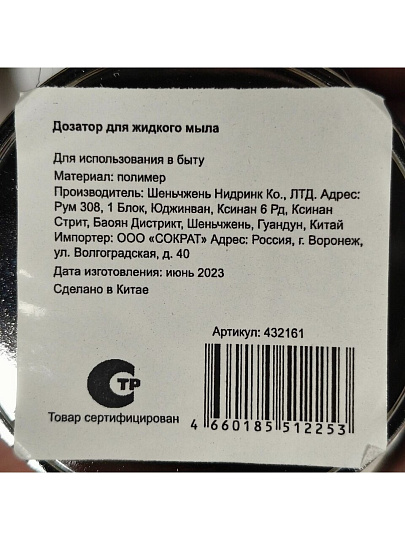 Дозатор для жидкого мыла
Для использования в быту
Материал: полимер
Производитель: Шеньчжень Нидринк Ко., ЛТД. Адрес:
Рум 308, 1 Блок, Юджинван, Ксинан 6 Рд, Ксинан
Стрит, Баоян Дистрикт, Шеньчжень, Гуандун, Китай
Импортер: ООО «СОКРАТ» Адрес: Россия, г. Воронеж,
ул. Волгоградская, д. 40
Дата изготовления: июнь 2023
Сделано в Китае
Артикул: 432161
ТР
Товар сертифицирован
4 660185 512253